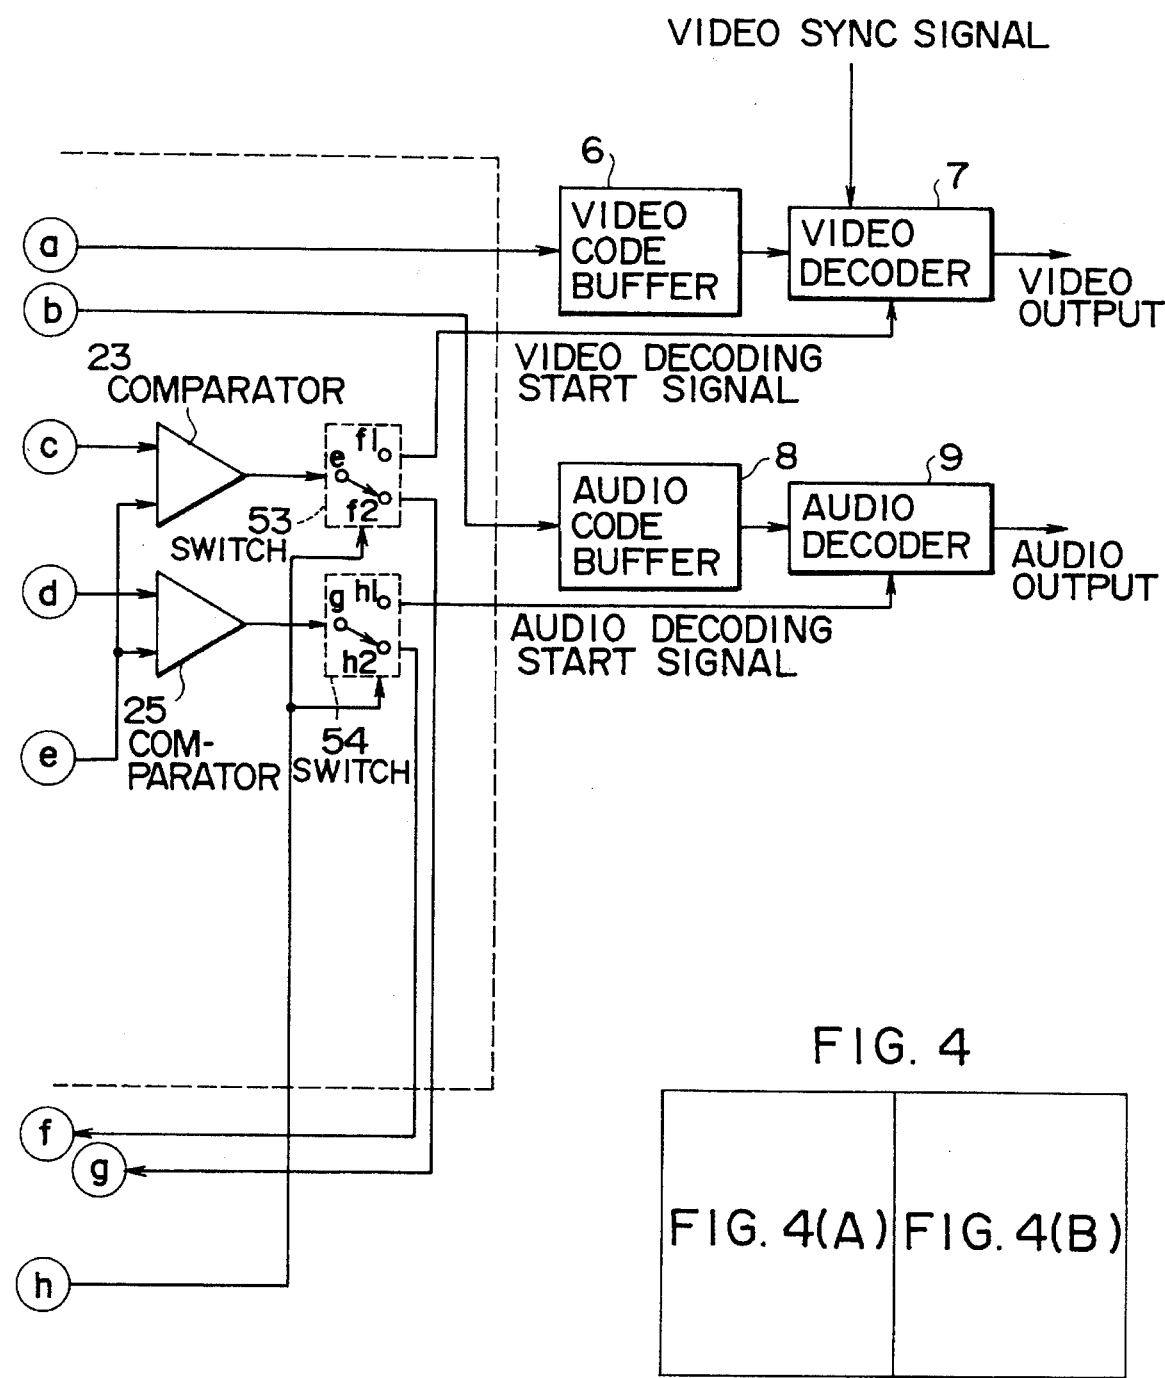 VIDEO SYNC SIGNAL
6
7
a
VIDEO
CODE
BUFFER
VIDEO
DECODER
VIDEO
OUTPUT
b
VIDEO DECODING
START SIGNAL
23
COMPARATOR
c
e
f1
f2
53
SWITCH
8
9
AUDIO
CODE
BUFFER
AUDIO
DECODER
AUDIO
OUTPUT
d
g
h1
h2
AUDIO DECODING
START SIGNAL
25
COM-
PARATOR
54
SWITCH
e
FIG. 4
f
g
FIG. 4(A)
FIG. 4(B)
h